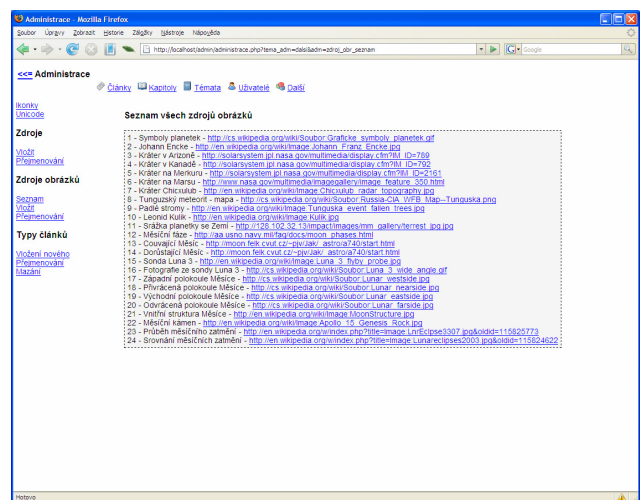 Administrace - Mozilla Firefox
Soubor Úpravy Zobrazit Historie Záložky Nástroje Nápověda
http://localhost/admin/administrace.php?tema_adm=dalsi&adm=zdroj_obr_seznam
Google
<<= Administrace
Články Kapitoly Témata Uživatelé Další
Ikonky
Unicode
Zdroje
Vložit
Přejmenování
Zdroje obrázků
Seznam
Vložit
Přejmenování
Typy článků
Vložení nového
Přejmenování
Mazání
Seznam všech zdrojů obrázků
1 - Symboly planetek - http://cs.wikipedia.org/wiki/Soubor:Graficke_symboly_planetek.gif
2 - Johann Encke - http://en.wikipedia.org/wiki/Image:Johann_Franz_Encke.jpg
3 - Kráter v Arizoně - http://solarsystem.jpl.nasa.gov/multimedia/display.cfm?IM_ID=789
4 - Kráter v Kanadě - http://solarsystem.jpl.nasa.gov/multimedia/display.cfm?IM_ID=792
5 - Kráter na Merkuru - http://solarsystem.jpl.nasa.gov/multimedia/display.cfm?IM_ID=2161
6 - Kráter na Marsu - http://www.nasa.gov/multimedia/imagegallery/image_feature_350.html
7 - Kráter Chicxulub - http://en.wikipedia.org/wiki/Image:Chicxulub_radar_topography.jpg
8 - Tunguzský meteorit - mapa - http://cs.wikipedia.org/wiki/Soubor:Russia-CIA_WFB_Map--Tunguska.png
9 - Padlé stromy - http://en.wikipedia.org/wiki/Image:Tunguska_event_fallen_trees.jpg
10 - Leonid Kulik - http://en.wikipedia.org/wiki/Image:Kulik.jpg
11 - Srážka planetky se Zemí - http://128.102.32.13/impact/images/mm_gallery/terrest_jpg.jpg
12 - Měsíční fáze - http://aa.usno.navy.mil/faq/docs/moon_phases.html
13 - Couvající Měsíc - http://moon.felk.cvut.cz/~pjv/Jak/_astro/a740/start.html
14 - Dorůstající Měsíc - http://moon.felk.cvut.cz/~pjv/Jak/_astro/a740/start.html
15 - Sonda Luna 3 - http://en.wikipedia.org/wiki/Image:Luna_3_flyby_probe.jpg
16 - Fotografie ze sondy Luna 3 - http://en.wikipedia.org/wiki/Soubor:Luna_3_wide_angle.gif
17 - Západní polokoule Měsíce - http://cs.wikipedia.org/wiki/Soubor:Lunar_westside.jpg
18 - Přivrácená polokoule Měsíce - http://cs.wikipedia.org/wiki/Soubor:Lunar_nearside.jpg
19 - Východní polokoule Měsíce - http://cs.wikipedia.org/wiki/Soubor:Lunar_eastside.jpg
20 - Odvrácená polokoule Měsíce - http://cs.wikipedia.org/wiki/Soubor:Lunar_farside.jpg
21 - Vnitřní struktura Měsíce - http://en.wikipedia.org/wiki/Image:MoonStructure.jpg
22 - Měsíční kámen - http://en.wikipedia.org/wiki/Image:Apollo_15_Genesis_Rock.jpg
23 - Průběh měsíčního zatmění - http://en.wikipedia.org/w/index.php?title=Image:LnrEclpse3307.jpg&oldid=115825773
24 - Srovnání měsíčních zatmění - http://en.wikipedia.org/w/index.php?title=Image:Lunareclipses2003.jpg&oldid=115824622
Hotovo